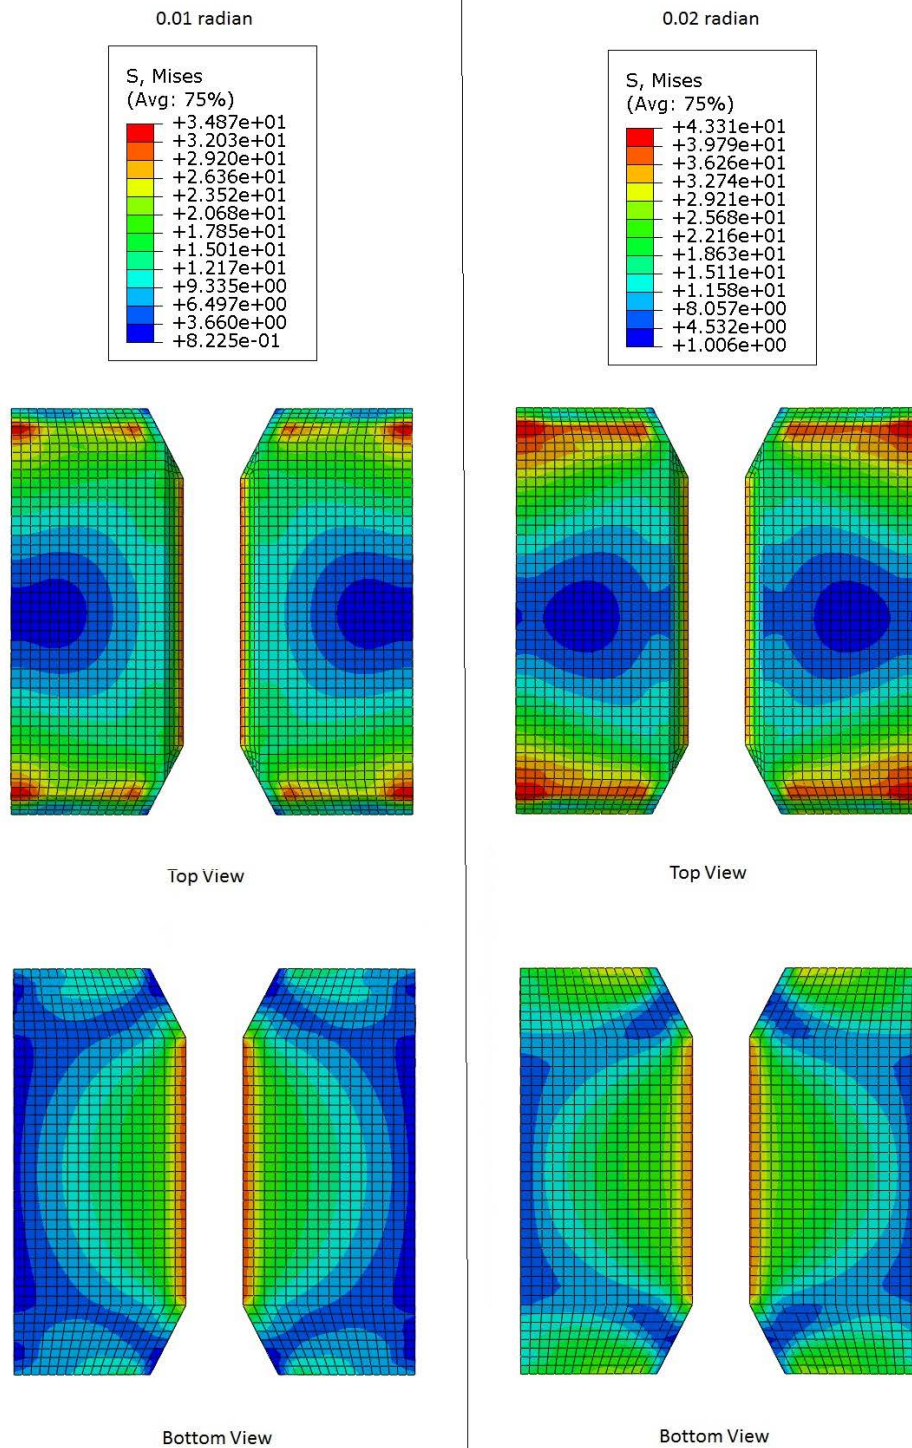 0.01 radian
S, Mises
(Avg: 75%)
+3.487e+01
+3.203e+01
+2.920e+01
+2.636e+01
+2.352e+01
+2.068e+01
+1.785e+01
+1.501e+01
+1.217e+01
+9.335e+00
+6.497e+00
+3.660e+00
+8.225e-01
Top View
Bottom View
0.02 radian
S, Mises
(Avg: 75%)
+4.331e+01
+3.979e+01
+3.626e+01
+3.274e+01
+2.921e+01
+2.568e+01
+2.216e+01
+1.863e+01
+1.511e+01
+1.158e+01
+8.057e+00
+4.532e+00
+1.006e+00
Top View
Bottom View